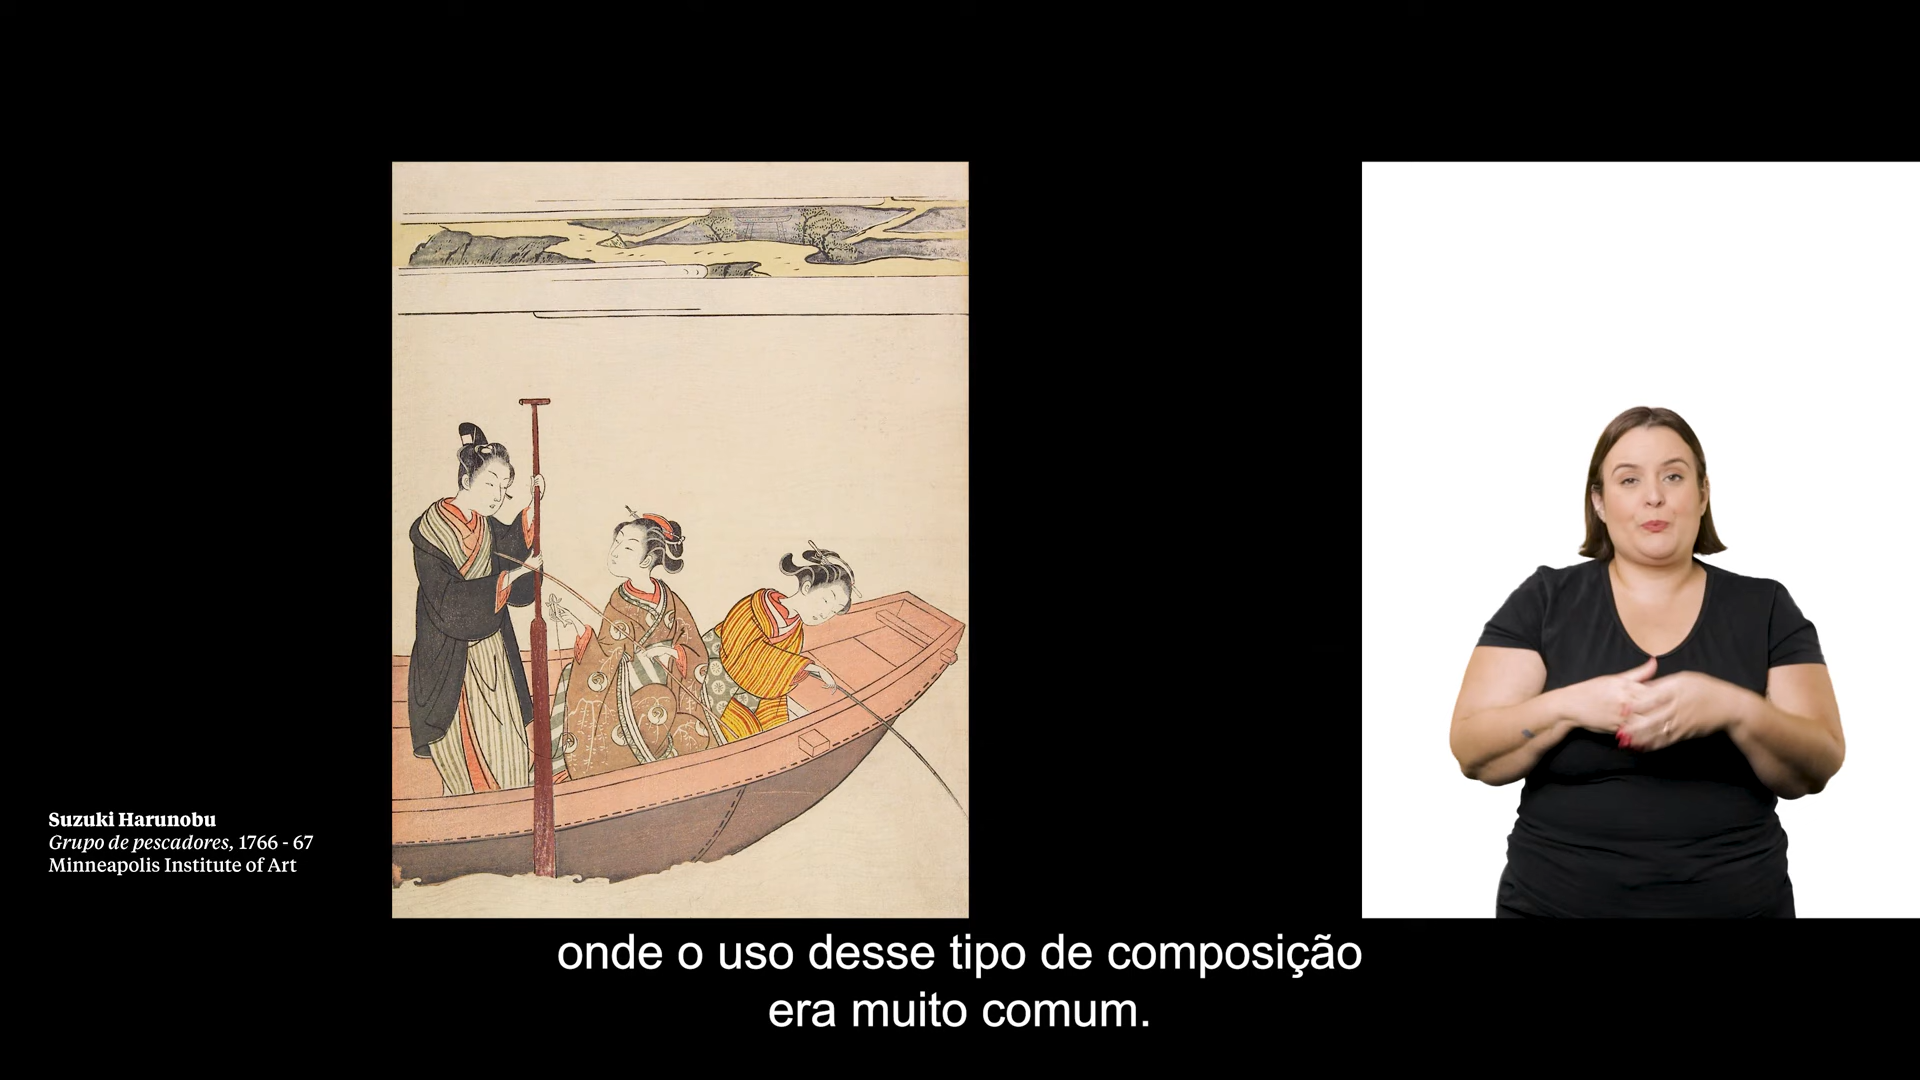 Suzuki Harunobu
Grupo de pescadores, 1766 - 67
Minneapolis Institute of Art
onde o uso desse tipo de composição
era muito comum.